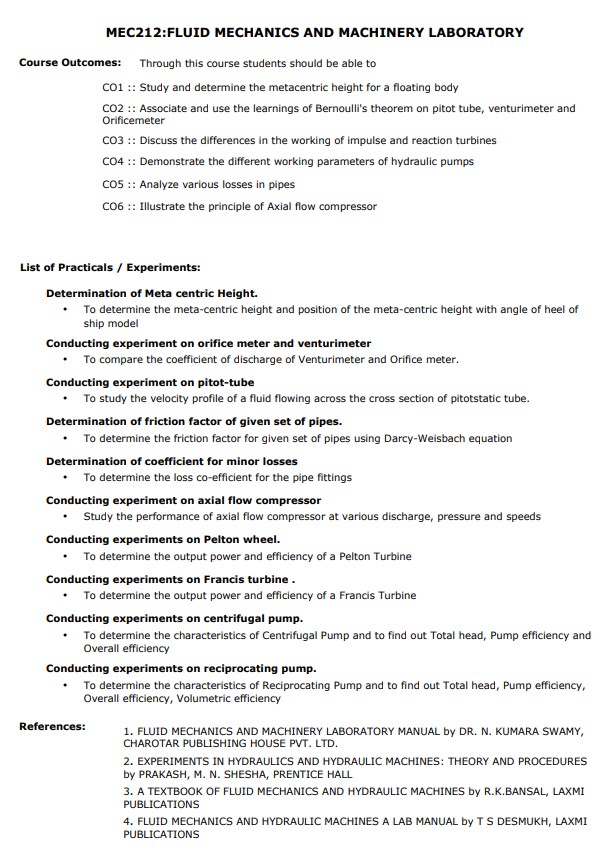 MEC212:FLUID MECHANICS AND MACHINERY LABORATORY
Course Outcomes: Through this course students should be able to
CO1 :: Study and determine the metacentric height for a floating body
CO2 :: Associate and use the learnings of Bernoulli's theorem on pitot tube, venturimeter and
Orificemeter
CO3 :: Discuss the differences in the working of impulse and reaction turbines
CO4 :: Demonstrate the different working parameters of hydraulic pumps
CO5 :: Analyze various losses in pipes
CO6 :: Illustrate the principle of Axial flow compressor
List of Practicals / Experiments:
Determination of Meta centric Height.
• To determine the meta-centric height and position of the meta-centric height with angle of heel of
ship model
Conducting experiment on orifice meter and venturimeter
• To compare the coefficient of discharge of Venturimeter and Orifice meter.
Conducting experiment on pitot-tube
• To study the velocity profile of a fluid flowing across the cross section of pitotstatic tube.
Determination of friction factor of given set of pipes.
• To determine the friction factor for given set of pipes using Darcy-Weisbach equation
Determination of coefficient for minor losses
• To determine the loss co-efficient for the pipe fittings
Conducting experiment on axial flow compressor
• Study the performance of axial flow compressor at various discharge, pressure and speeds
Conducting experiments on Pelton wheel.
• To determine the output power and efficiency of a Pelton Turbine
Conducting experiments on Francis turbine .
• To determine the output power and efficiency of a Francis Turbine
Conducting experiments on centrifugal pump.
• To determine the characteristics of Centrifugal Pump and to find out Total head, Pump efficiency and
Overall efficiency
Conducting experiments on reciprocating pump.
• To determine the characteristics of Reciprocating Pump and to find out Total head, Pump efficiency,
Overall efficiency, Volumetric efficiency
References:
1. FLUID MECHANICS AND MACHINERY LABORATORY MANUAL by DR. N. KUMARA SWAMY,
CHAROTAR PUBLISHING HOUSE PVT. LTD.
2. EXPERIMENTS IN HYDRAULICS AND HYDRAULIC MACHINES: THEORY AND PROCEDURES
by PRAKASH, M. N. SHESHA, PRENTICE HALL
3. A TEXTBOOK OF FLUID MECHANICS AND HYDRAULIC MACHINES by R.K.BANSAL, LAXMI
PUBLICATIONS
4. FLUID MECHANICS AND HYDRAULIC MACHINES A LAB MANUAL by T S DESMUKH, LAXMI
PUBLICATIONS